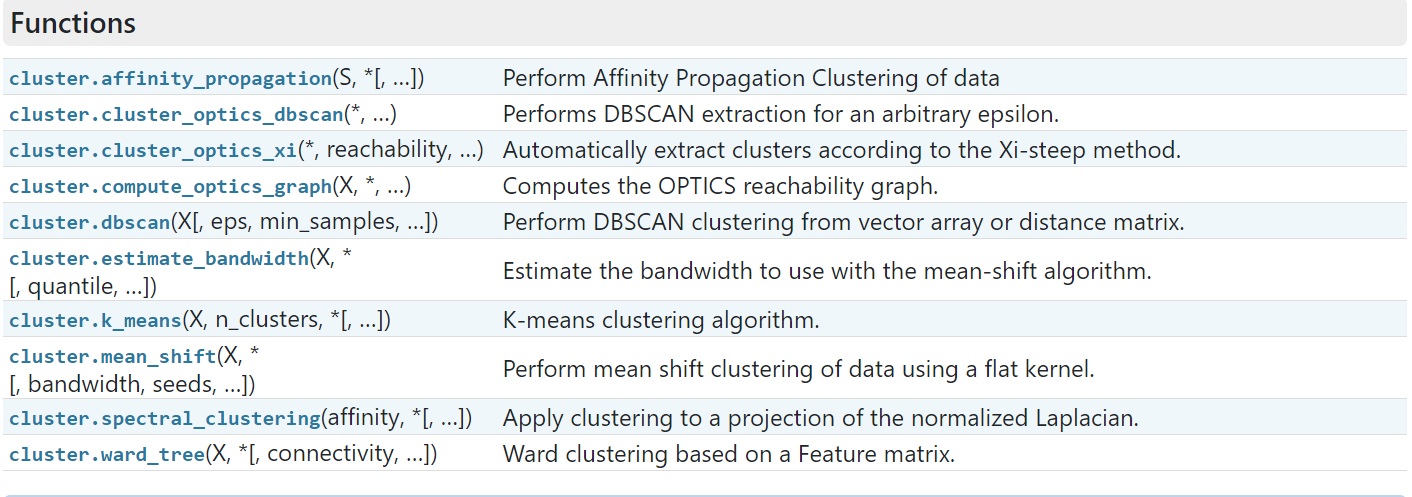 Functions
cluster.affinity_propagation(S, *[, ...]) Perform Affinity Propagation Clustering of data
cluster.cluster_optics_dbscan(*, ...) Performs DBSCAN extraction for an arbitrary epsilon.
cluster.cluster_optics_xi(*, reachability, ...) Automatically extract clusters according to the Xi-steep method.
cluster.compute_optics_graph(X, *, ...) Computes the OPTICS reachability graph.
cluster.dbscan(X[, eps, min_samples, ...]) Perform DBSCAN clustering from vector array or distance matrix.
cluster.estimate_bandwidth(X, *
[, quantile, ...]) Estimate the bandwidth to use with the mean-shift algorithm.
cluster.k_means(X, n_clusters, *[, ...]) K-means clustering algorithm.
cluster.mean_shift(X, *
[, bandwidth, seeds, ...]) Perform mean shift clustering of data using a flat kernel.
cluster.spectral_clustering(affinity, *[, ...]) Apply clustering to a projection of the normalized Laplacian.
cluster.ward_tree(X, *[, connectivity, ...]) Ward clustering based on a Feature matrix.